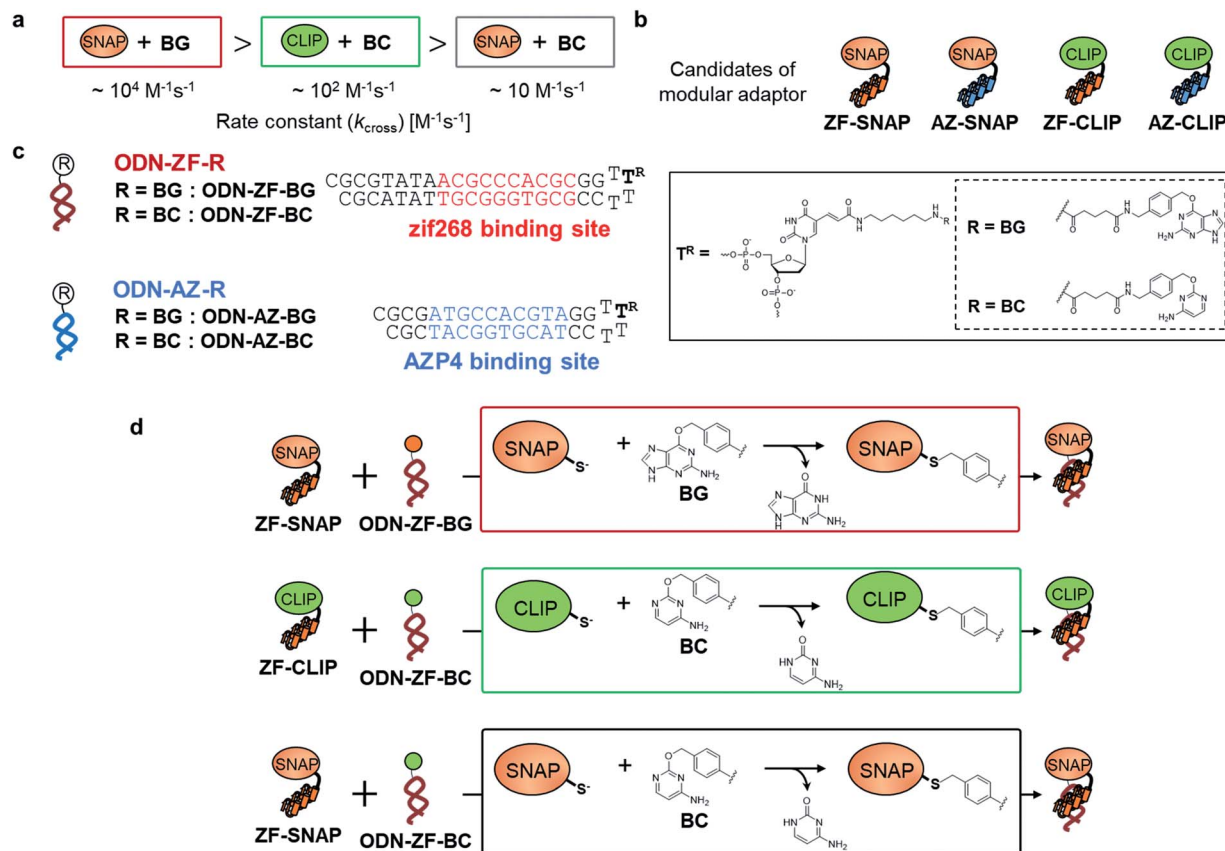 a
SNAP + BG > CLIP + BC > SNAP + BC
~ 10⁴ M⁻¹s⁻¹ ~ 10² M⁻¹s⁻¹ ~ 10 M⁻¹s⁻¹
Rate constant (k_cross) [M⁻¹s⁻¹]
b
Candidates of
modular adaptor
SNAP SNAP CLIP CLIP
ZF-SNAP AZ-SNAP ZF-CLIP AZ-CLIP
c
R
ODN-ZF-R
R = BG : ODN-ZF-BG
R = BC : ODN-ZF-BC
CGCGTATAACGCCCACGCGG T Tᴿ
GCATATTGCGGGTGCGCC T T
zif268 binding site
R
ODN-AZ-R
R = BG : ODN-AZ-BG
R = BC : ODN-AZ-BC
CGCGATGCCACGTAGG T Tᴿ
CGCTACGGTGCATCC T T
AZP4 binding site
Tᴿ =
R = BG
R = BC
d
SNAP + SNAP S⁻ + BG SNAP S SNAP
ZF-SNAP ODN-ZF-BG
CLIP + CLIP S⁻ + BC CLIP S CLIP
ZF-CLIP ODN-ZF-BC
SNAP + SNAP S⁻ + BC SNAP S SNAP
ZF-SNAP ODN-ZF-BC